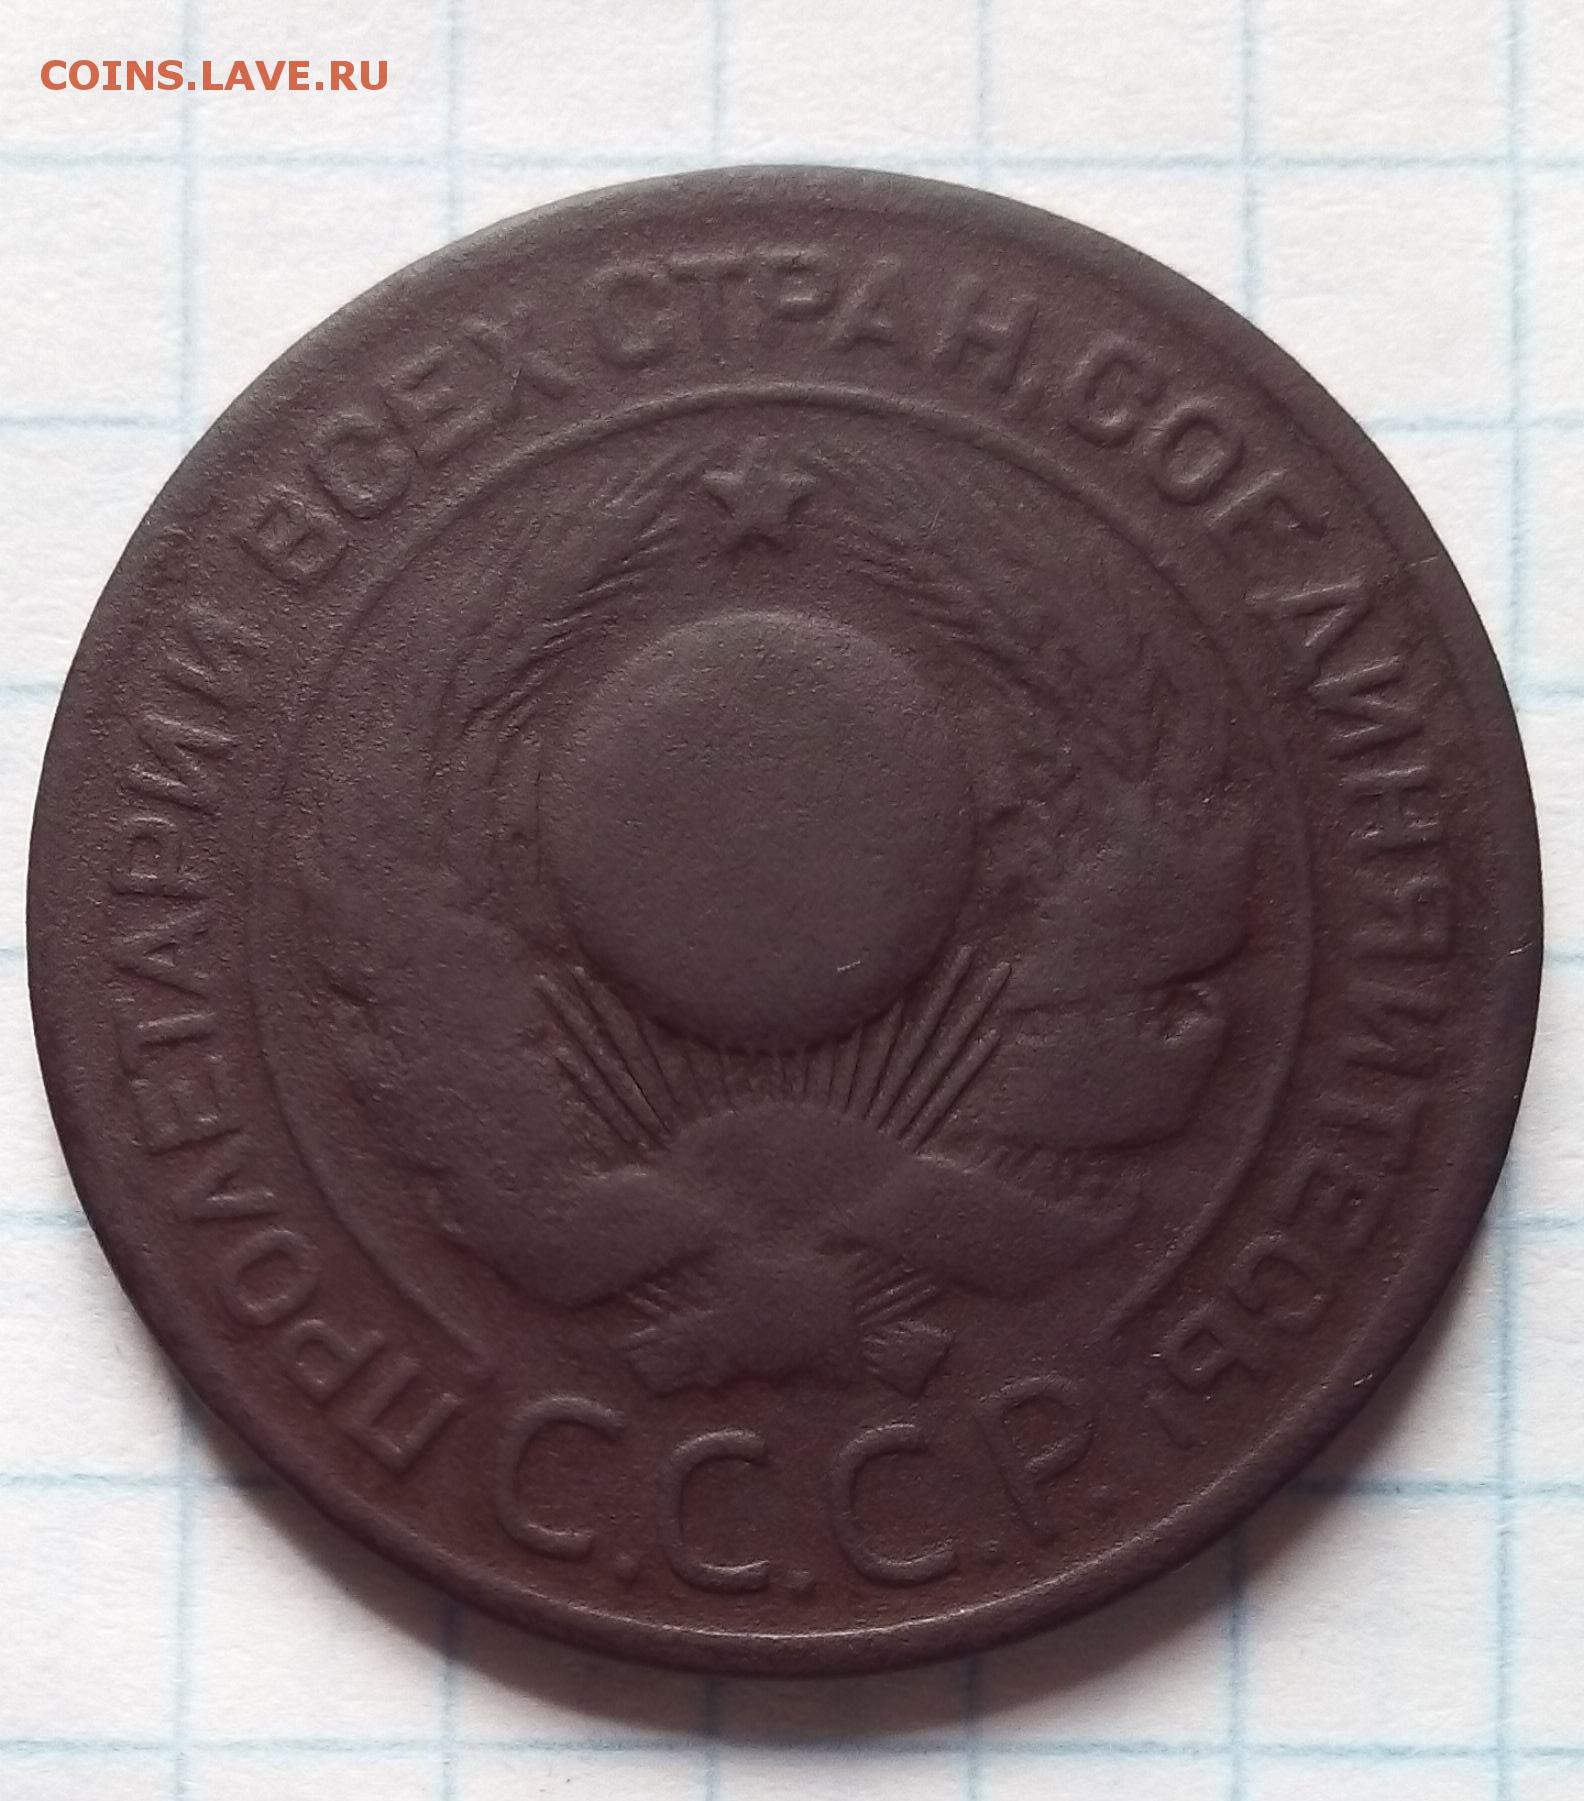 COINS.LAVE.RU
ПРОЛЕТАРИИ ВСЕХ СТРАН, СОЕДИНЯЙТЕСЬ!
С.С.С.Р.